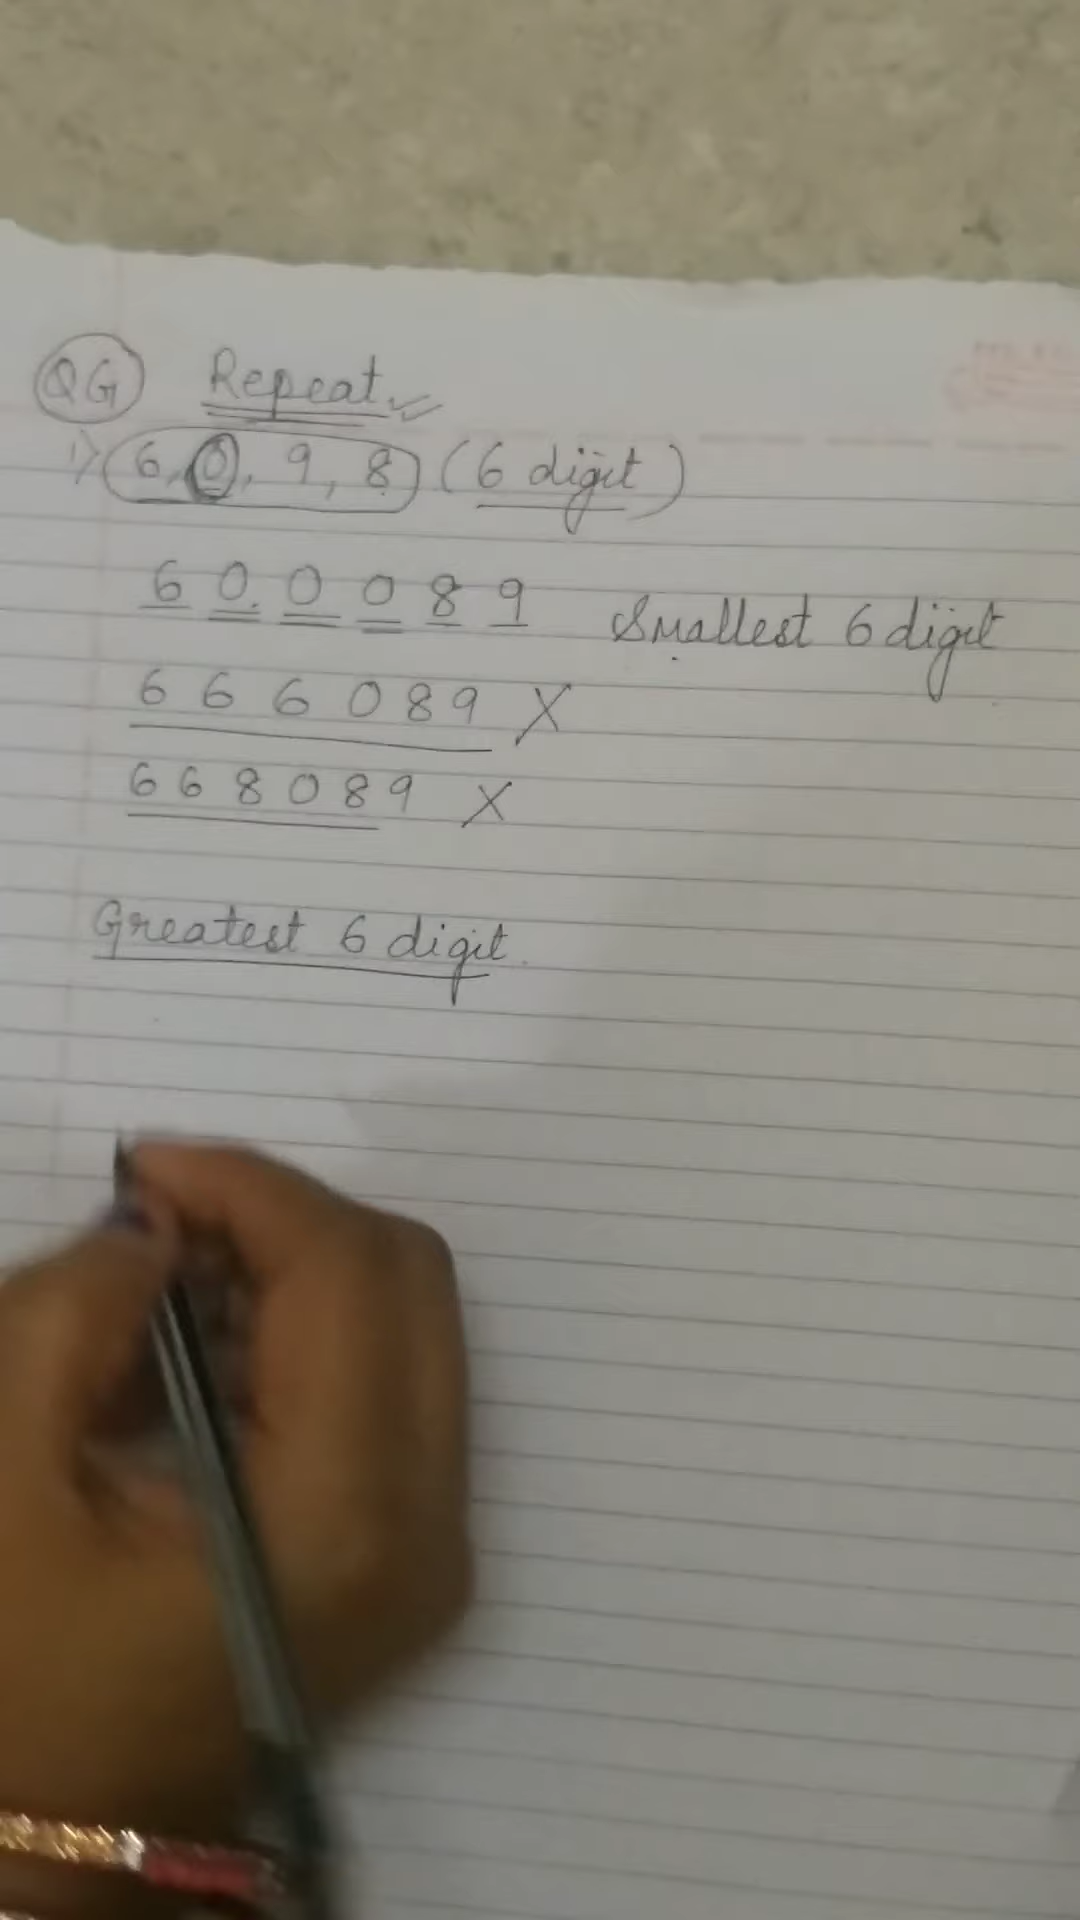 QG Repeat
1) 6, 0, 9, 8 (6 digit)
6 0 0 0 8 9 Smallest 6 digit
6 6 6 0 8 9 X
6 6 8 0 8 9 X
Greatest 6 digit.